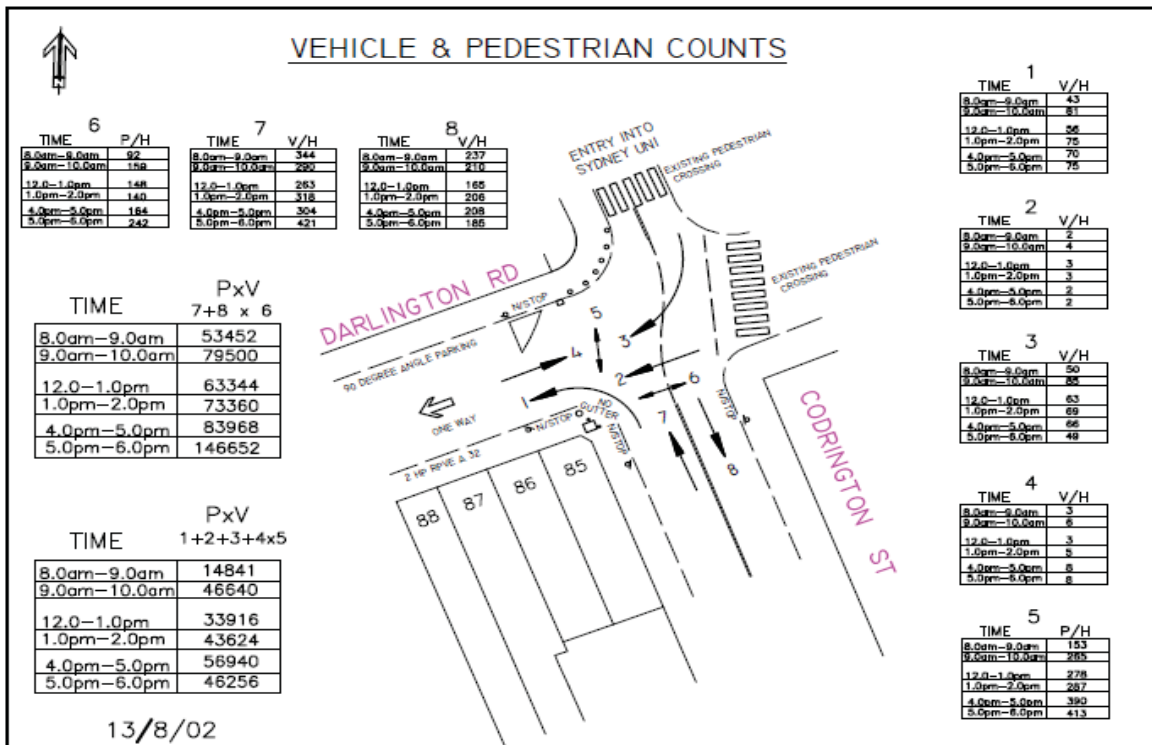 VEHICLE & PEDESTRIAN COUNTS
6
TIME P/H
8.0am-9.0am 92
9.0am-10.0am 159
12.0-1.0pm 148
1.0pm-2.0pm 140
4.0pm-5.0pm 164
5.0pm-6.0pm 242
7
TIME V/H
8.0am-9.0am 344
9.0am-10.0am 290
12.0-1.0pm 263
1.0pm-2.0pm 318
4.0pm-5.0pm 304
5.0pm-6.0pm 421
8
TIME V/H
8.0am-9.0am 237
9.0am-10.0am 210
12.0-1.0pm 165
1.0pm-2.0pm 206
4.0pm-5.0pm 208
5.0pm-6.0pm 185
1
TIME V/H
8.0am-9.0am 43
9.0am-10.0am 81
12.0-1.0pm 56
1.0pm-2.0pm 75
4.0pm-5.0pm 70
5.0pm-6.0pm 75
2
TIME V/H
8.0am-9.0am 2
9.0am-10.0am 4
12.0-1.0pm 3
1.0pm-2.0pm 3
4.0pm-5.0pm 2
5.0pm-6.0pm 2
3
TIME V/H
8.0am-9.0am 50
9.0am-10.0am 85
12.0-1.0pm 63
1.0pm-2.0pm 69
4.0pm-5.0pm 66
5.0pm-6.0pm 49
4
TIME V/H
8.0am-9.0am 3
9.0am-10.0am 6
12.0-1.0pm 3
1.0pm-2.0pm 5
4.0pm-5.0pm 8
5.0pm-6.0pm 8
5
TIME P/H
8.0am-9.0am 153
9.0am-10.0am 265
12.0-1.0pm 278
1.0pm-2.0pm 287
4.0pm-5.0pm 390
5.0pm-6.0pm 413
PxV
TIME 7+8 x 6
8.0am-9.0am 53452
9.0am-10.0am 79500
12.0-1.0pm 63344
1.0pm-2.0pm 73360
4.0pm-5.0pm 83968
5.0pm-6.0pm 146652
PxV
TIME 1+2+3+4x5
8.0am-9.0am 14841
9.0am-10.0am 46640
12.0-1.0pm 33916
1.0pm-2.0pm 43624
4.0pm-5.0pm 56940
5.0pm-6.0pm 46256
13/8/02
ENTRY INTO
SYDNEY UNI
EXISTING PEDESTRIAN
CROSSING
EXISTING PEDESTRIAN
CROSSING
DARLINGTON RD
N/STOP
90 DEGREE ANGLE PARKING
5
3
4
2
6
1
7
8
ONE WAY
N/STOP
NO
GUTTER
N/STOP
N/STOP
2 HP RPVE A 32
88
87
86
85
CODRINGTON ST